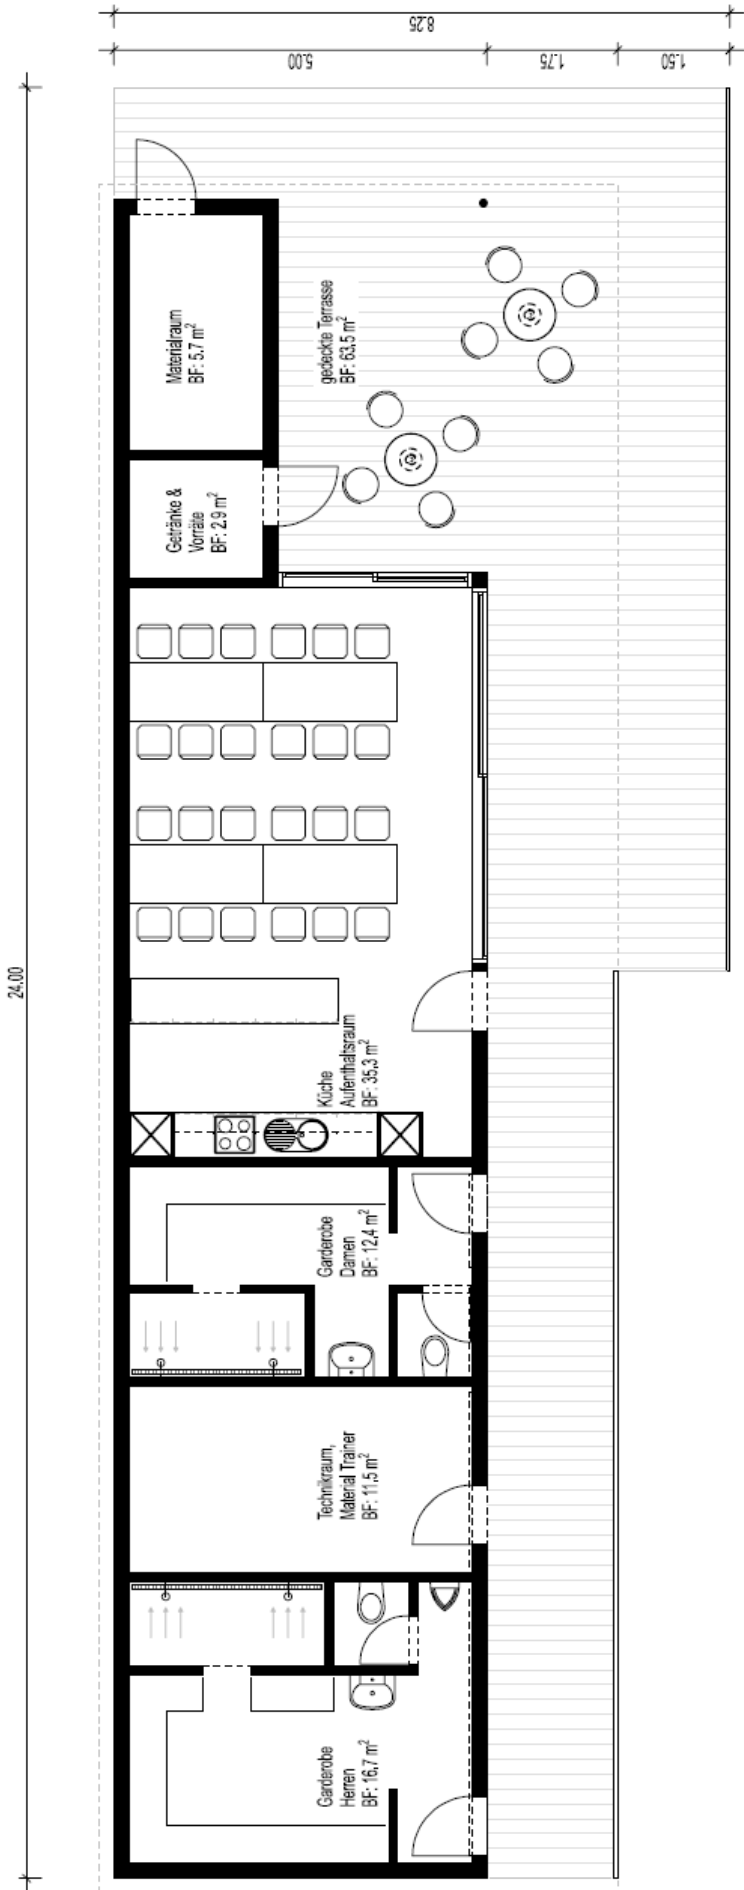 8.25
5.00
1.75
1.50
24.00
Materialraum
BF: 5.7 m²
gedeckte Terrasse
BF: 63.5 m²
Getränke &
Vorräte
BF: 2.9 m²
Küche
Aufenthaltsraum
BF: 35.3 m²
Garderobe
Damen
BF: 12.4 m²
Technikraum,
Material Trainer
BF: 11.5 m²
Garderobe
Herren
BF: 16.7 m²